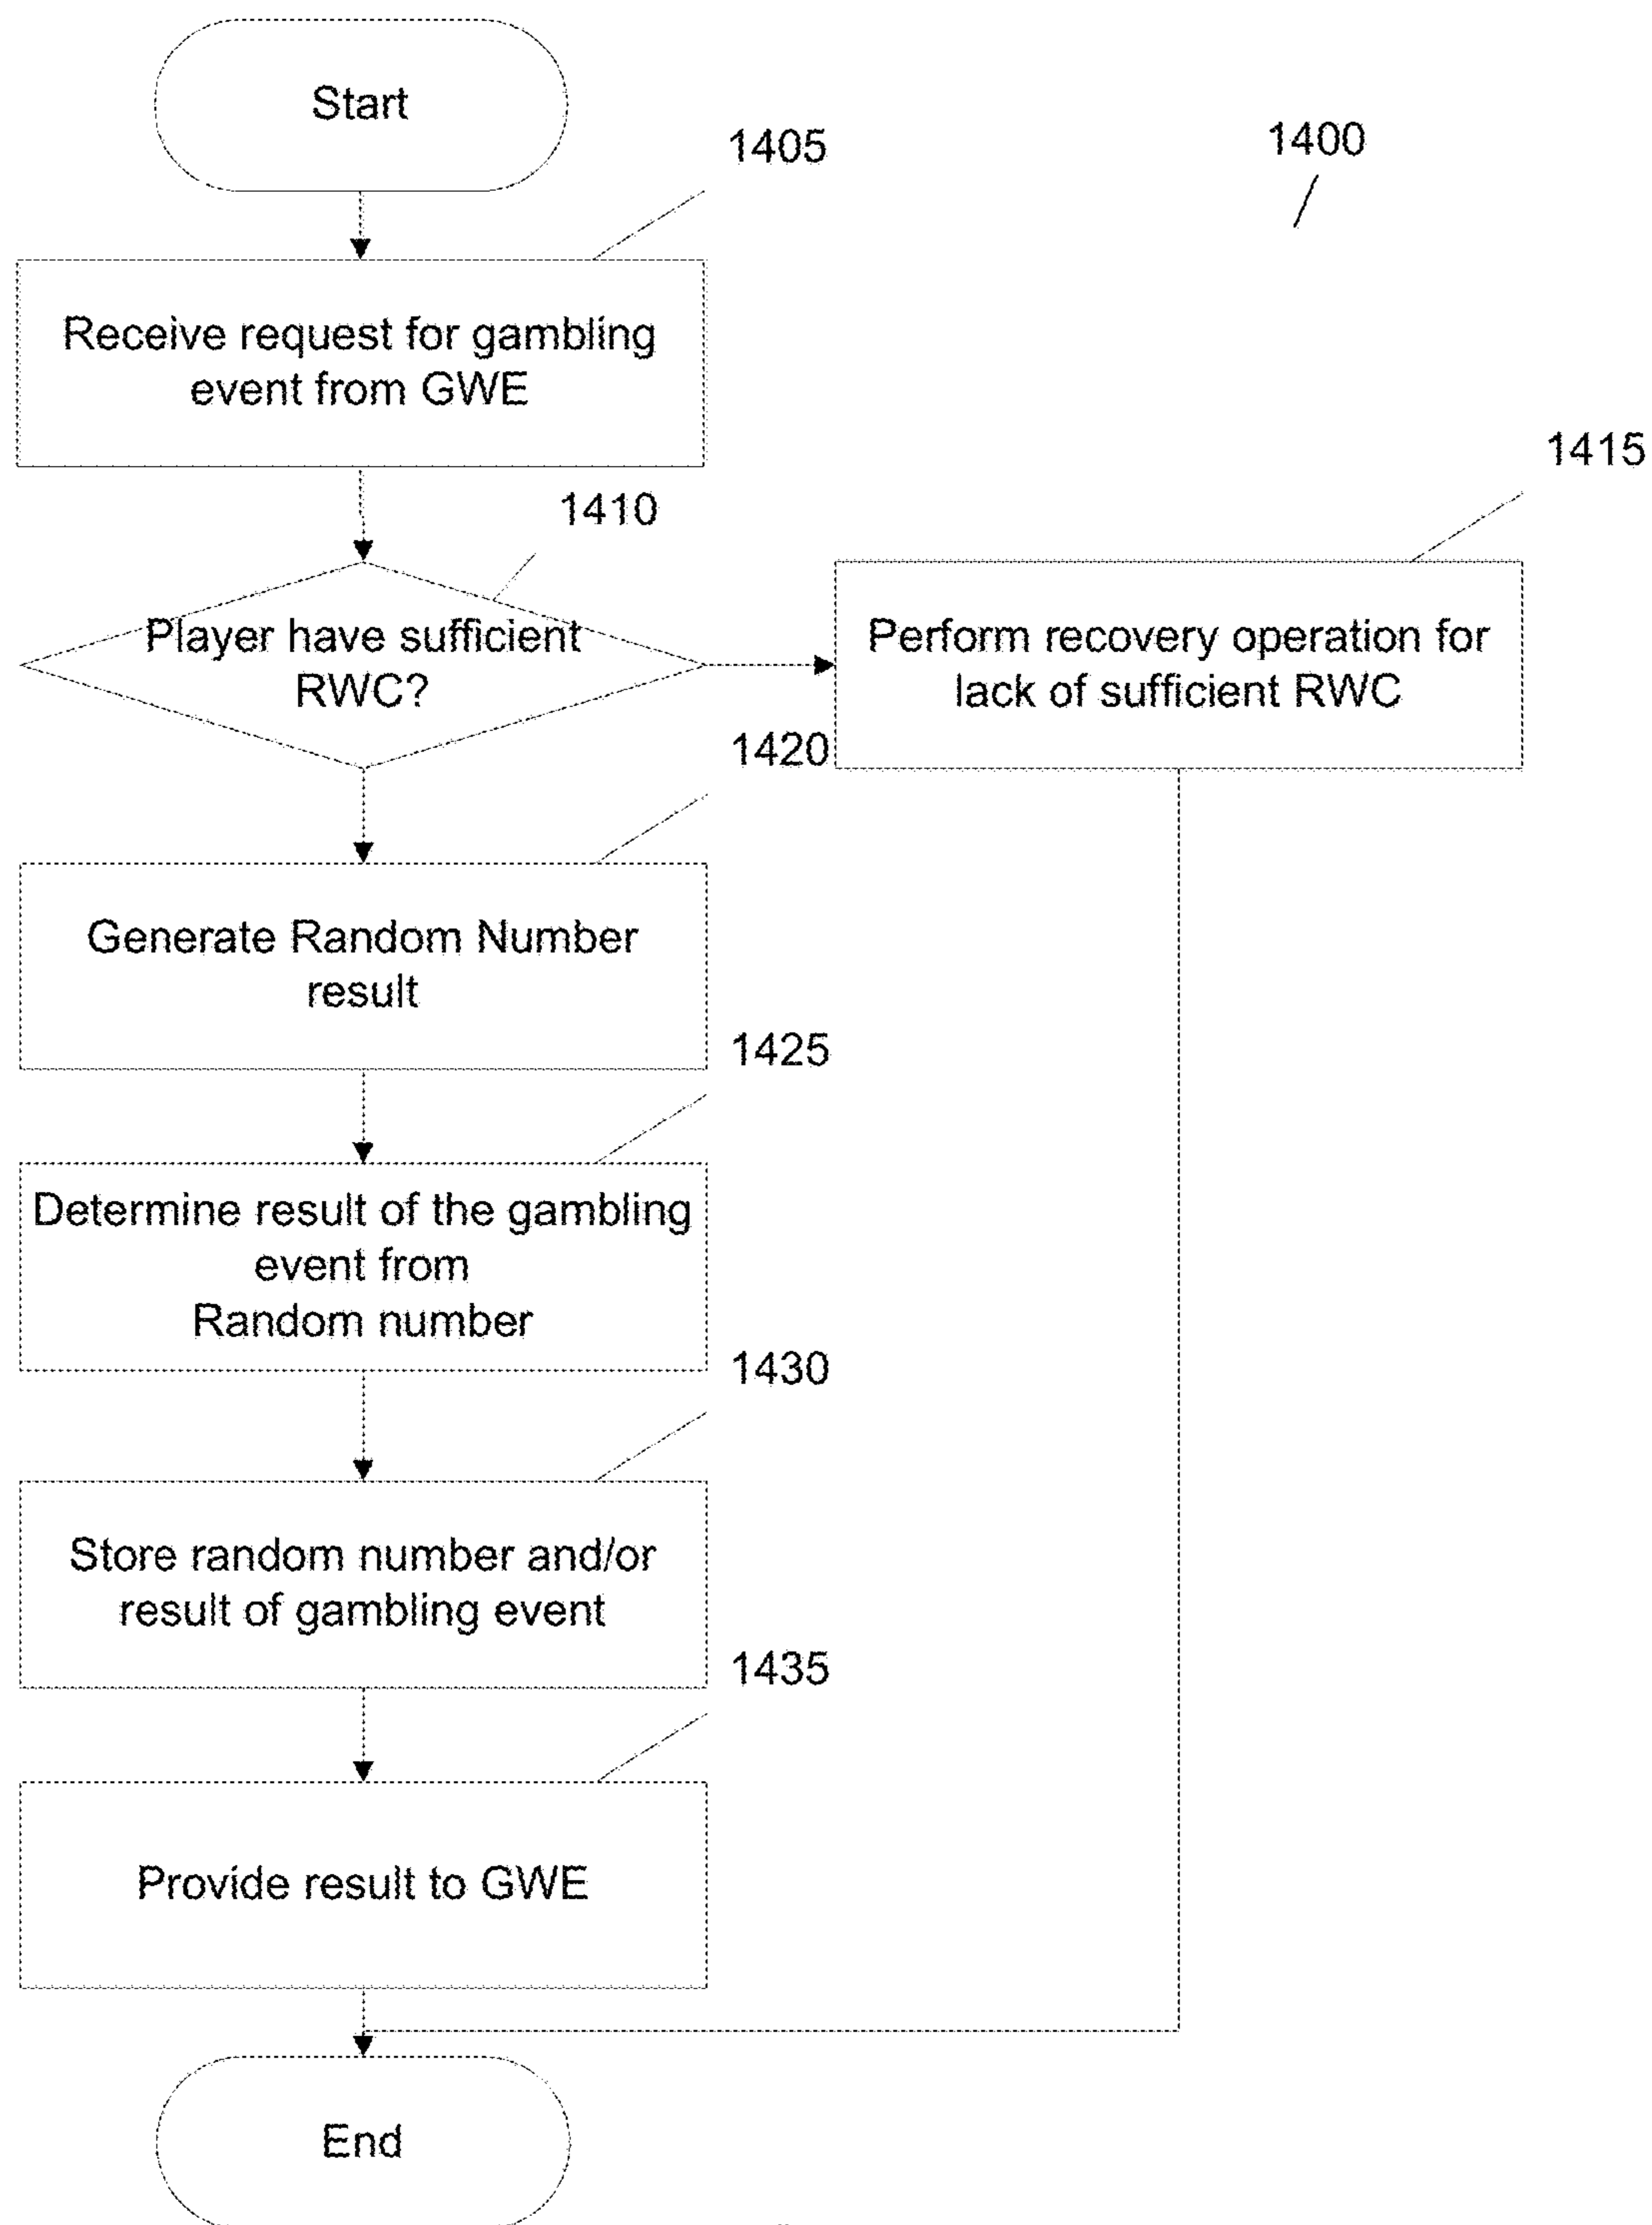 Start
1405
1400
Receive request for gambling
event from GWE
1415
1410
Player have sufficient
RWC?
Perform recovery operation for
lack of sufficient RWC
1420
Generate Random Number
result
1425
Determine result of the gambling
event from
Random number
1430
Store random number and/or
result of gambling event
1435
Provide result to GWE
End